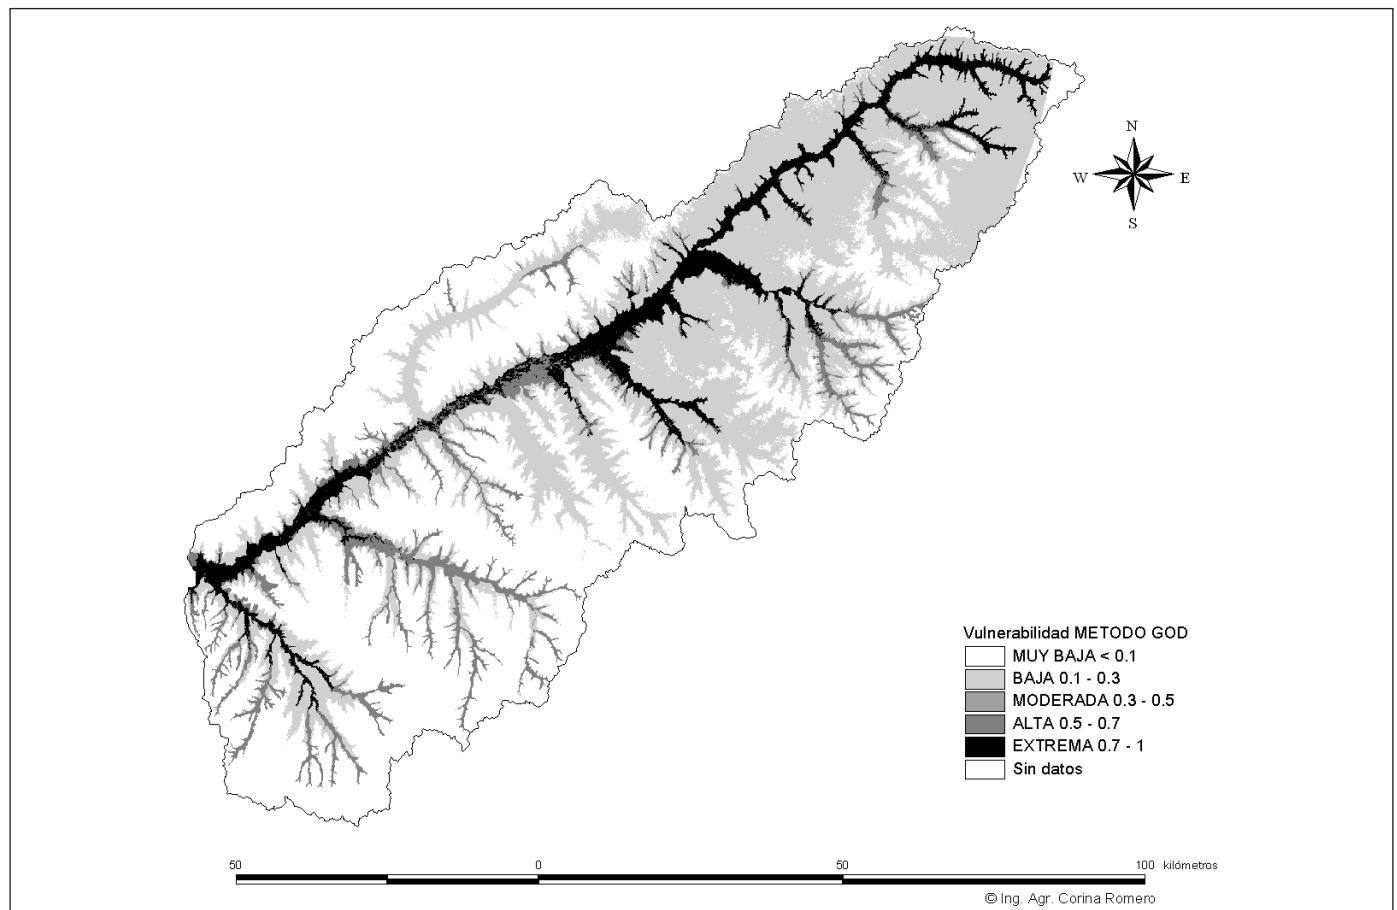 N
W E
S
Vulnerabilidad METODO GOD
MUY BAJA < 0.1
BAJA 0.1 - 0.3
MODERADA 0.3 - 0.5
ALTA 0.5 - 0.7
EXTREMA 0.7 - 1
Sin datos
50 0 50 100 kilómetros
© Ing. Agr. Corina Romero